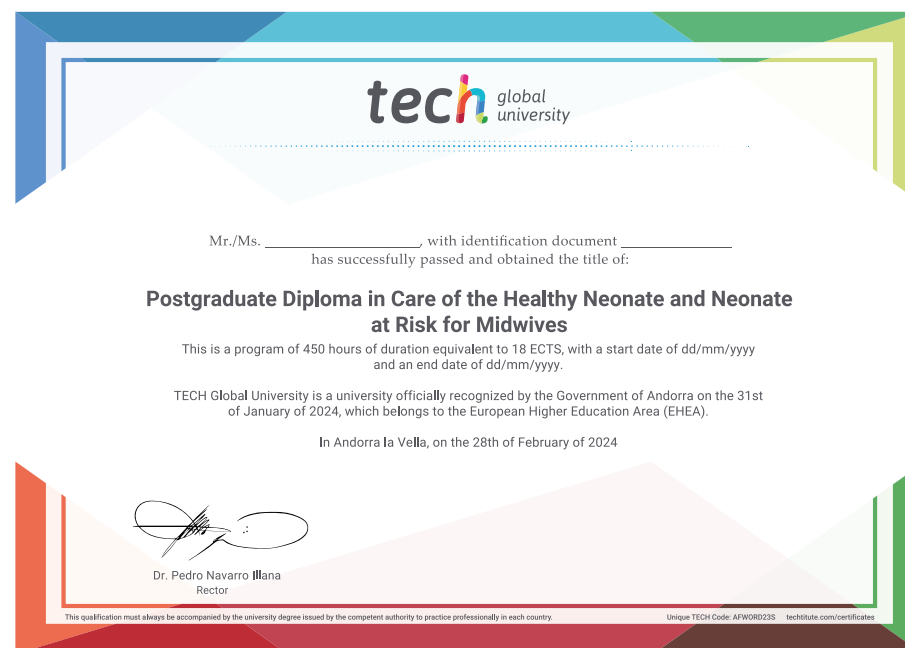 tech global university
Mr./Ms. ____________________, with identification document ______________
has successfully passed and obtained the title of:
Postgraduate Diploma in Care of the Healthy Neonate and Neonate
at Risk for Midwives
This is a program of 450 hours of duration equivalent to 18 ECTS, with a start date of dd/mm/yyyy
and an end date of dd/mm/yyyy.
TECH Global University is a university officially recognized by the Government of Andorra on the 31st
of January of 2024, which belongs to the European Higher Education Area (EHEA).
In Andorra la Vella, on the 28th of February of 2024
Dr. Pedro Navarro Illana
Rector
This qualification must always be accompanied by the university degree issued by the competent authority to practice professionally in each country. Unique TECH Code: AFWORD23S techtitute.com/certificates